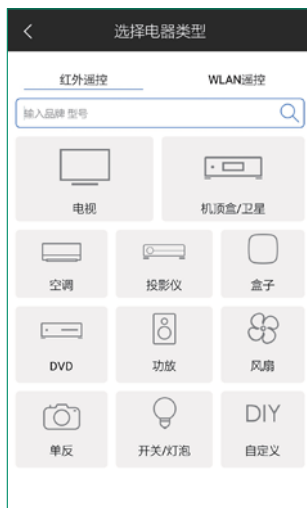 选择电器类型
红外遥控 WLAN遥控
输入品牌 型号
电视 机顶盒/卫星
空调 投影仪 盒子
DVD 功放 风扇
DIY
单反 开关/灯泡 自定义